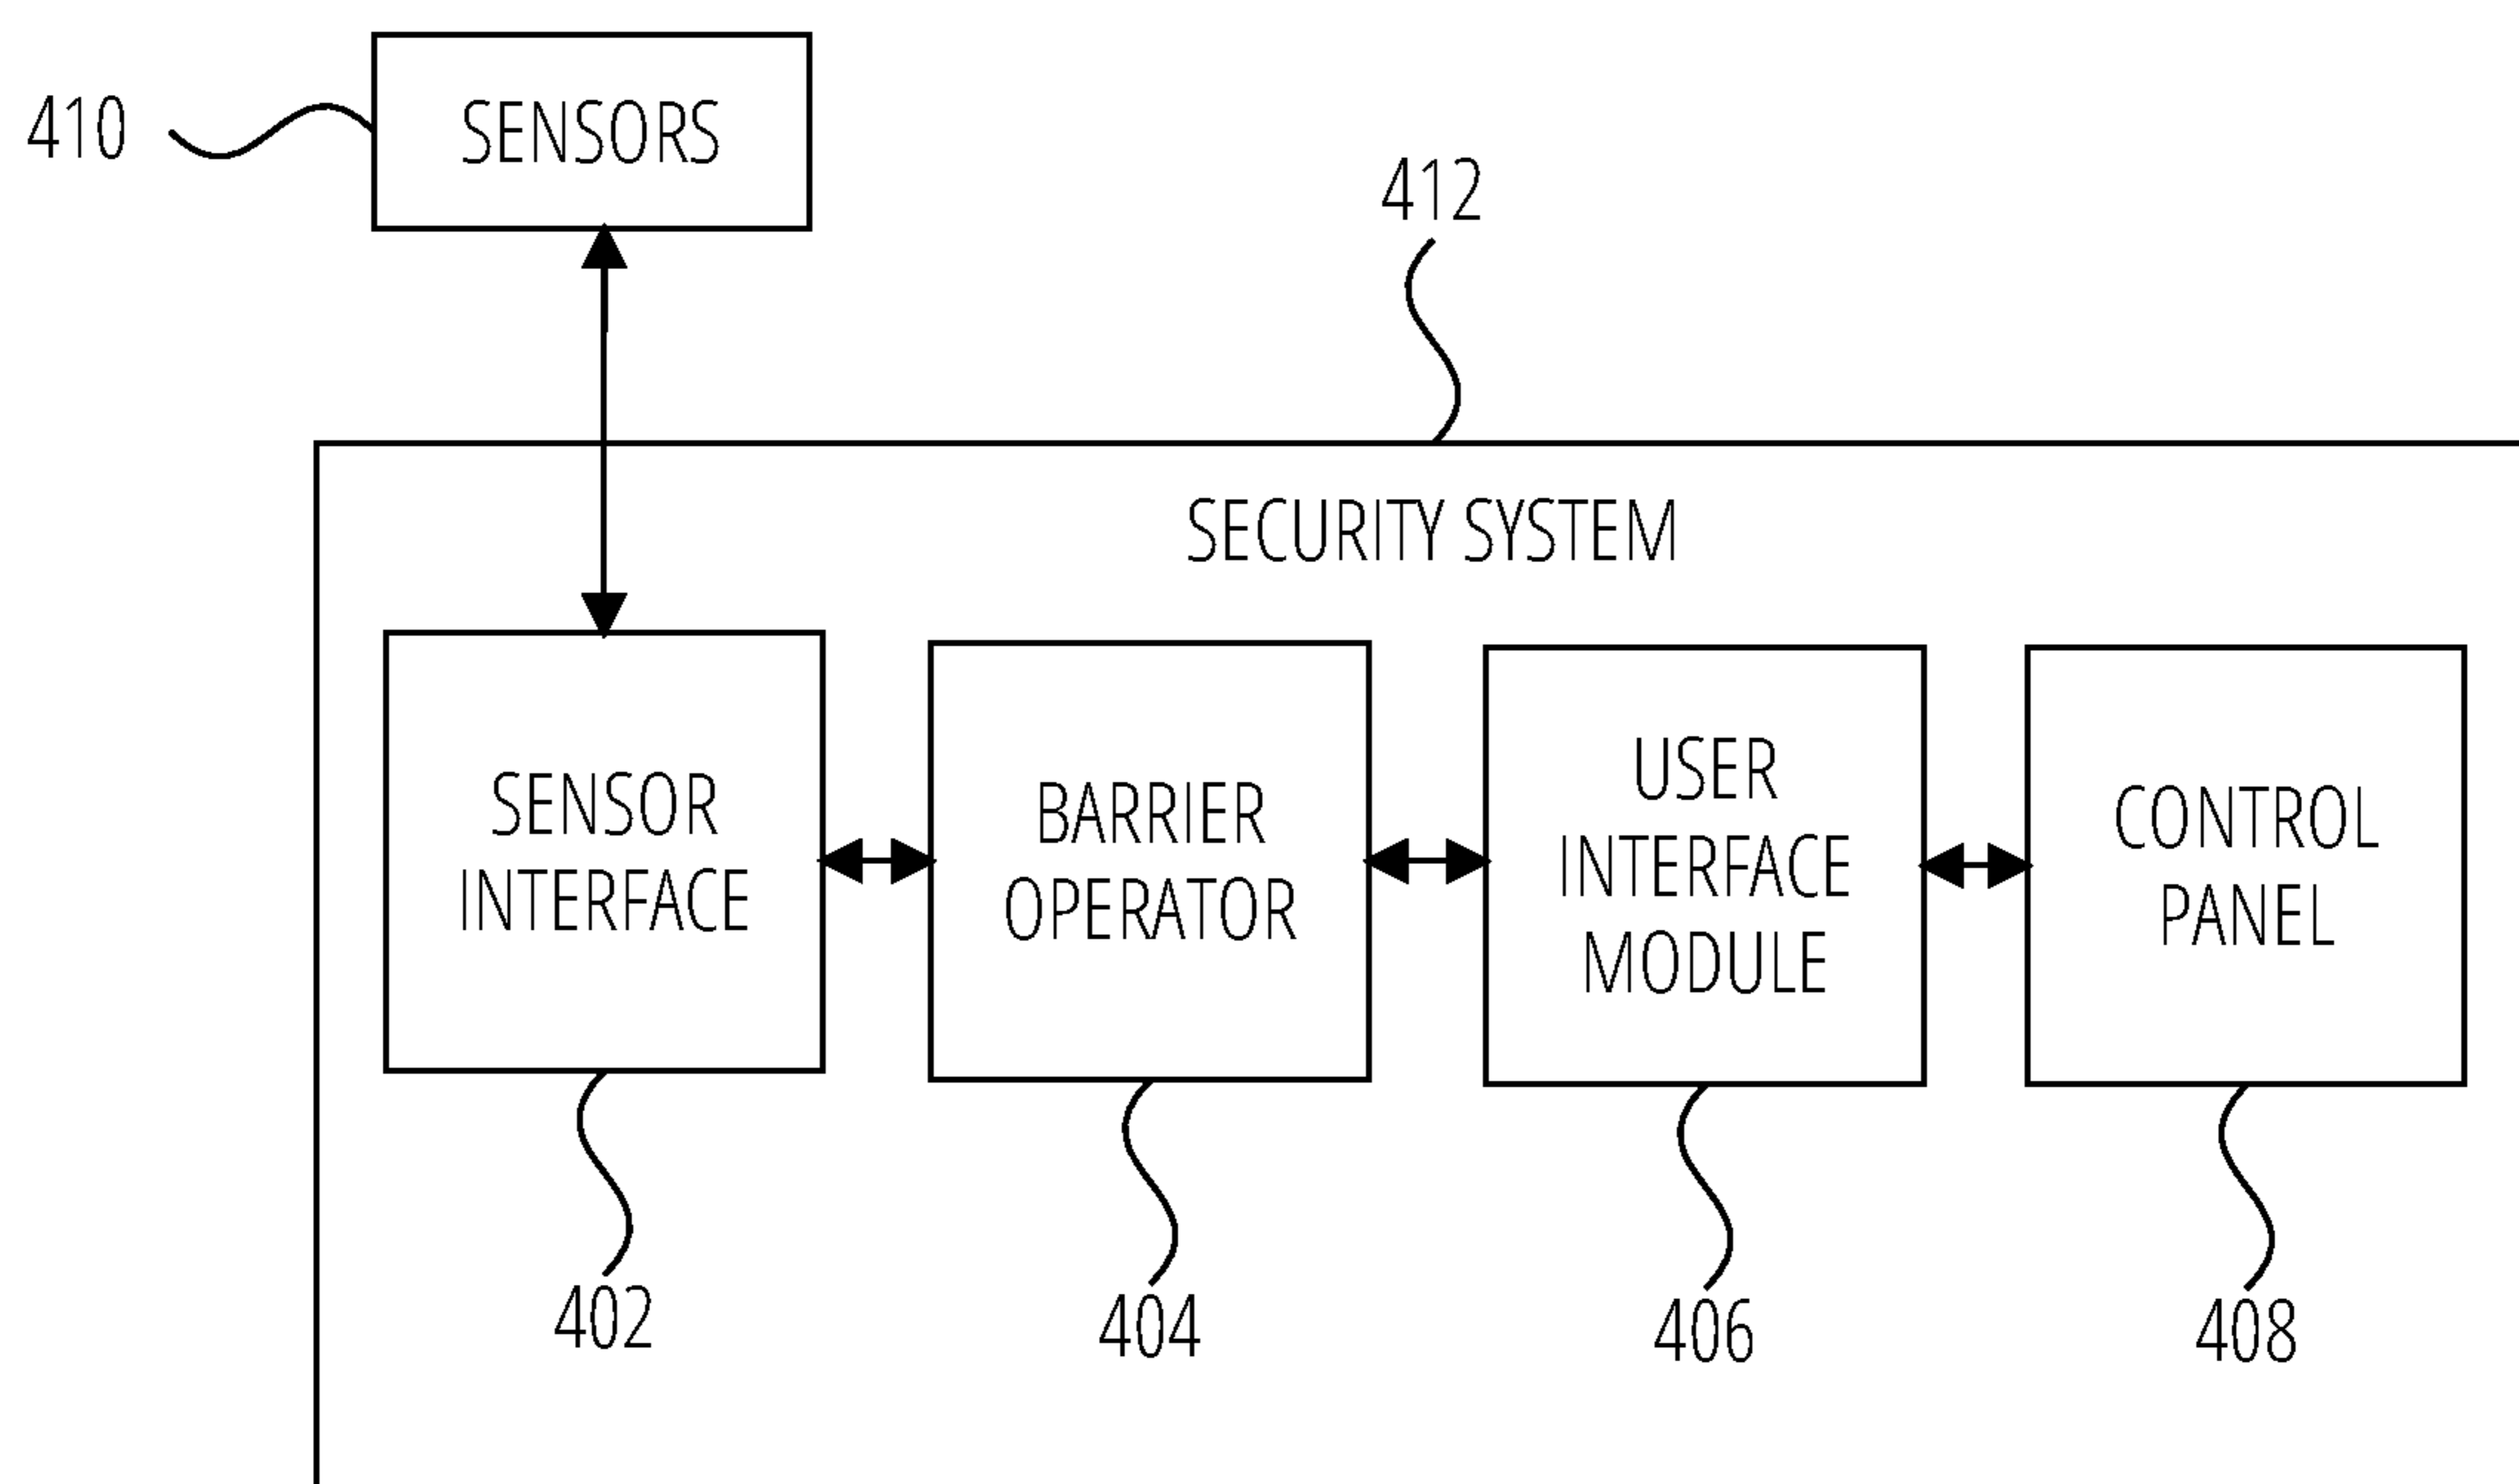 410
SENSORS
412
SECURITY SYSTEM
SENSOR
INTERFACE
BARRIER
OPERATOR
USER
INTERFACE
MODULE
CONTROL
PANEL
402
404
406
408